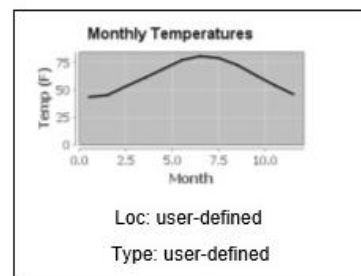 Monthly Temperatures
Temp (F)
75
50
25
0
0.0 2.5 5.0 7.5 10.0
Month
Loc: user-defined
Type: user-defined